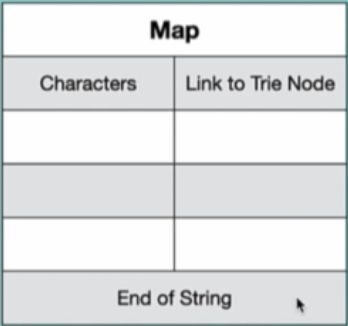 Map
Characters Link to Trie Node
End of String